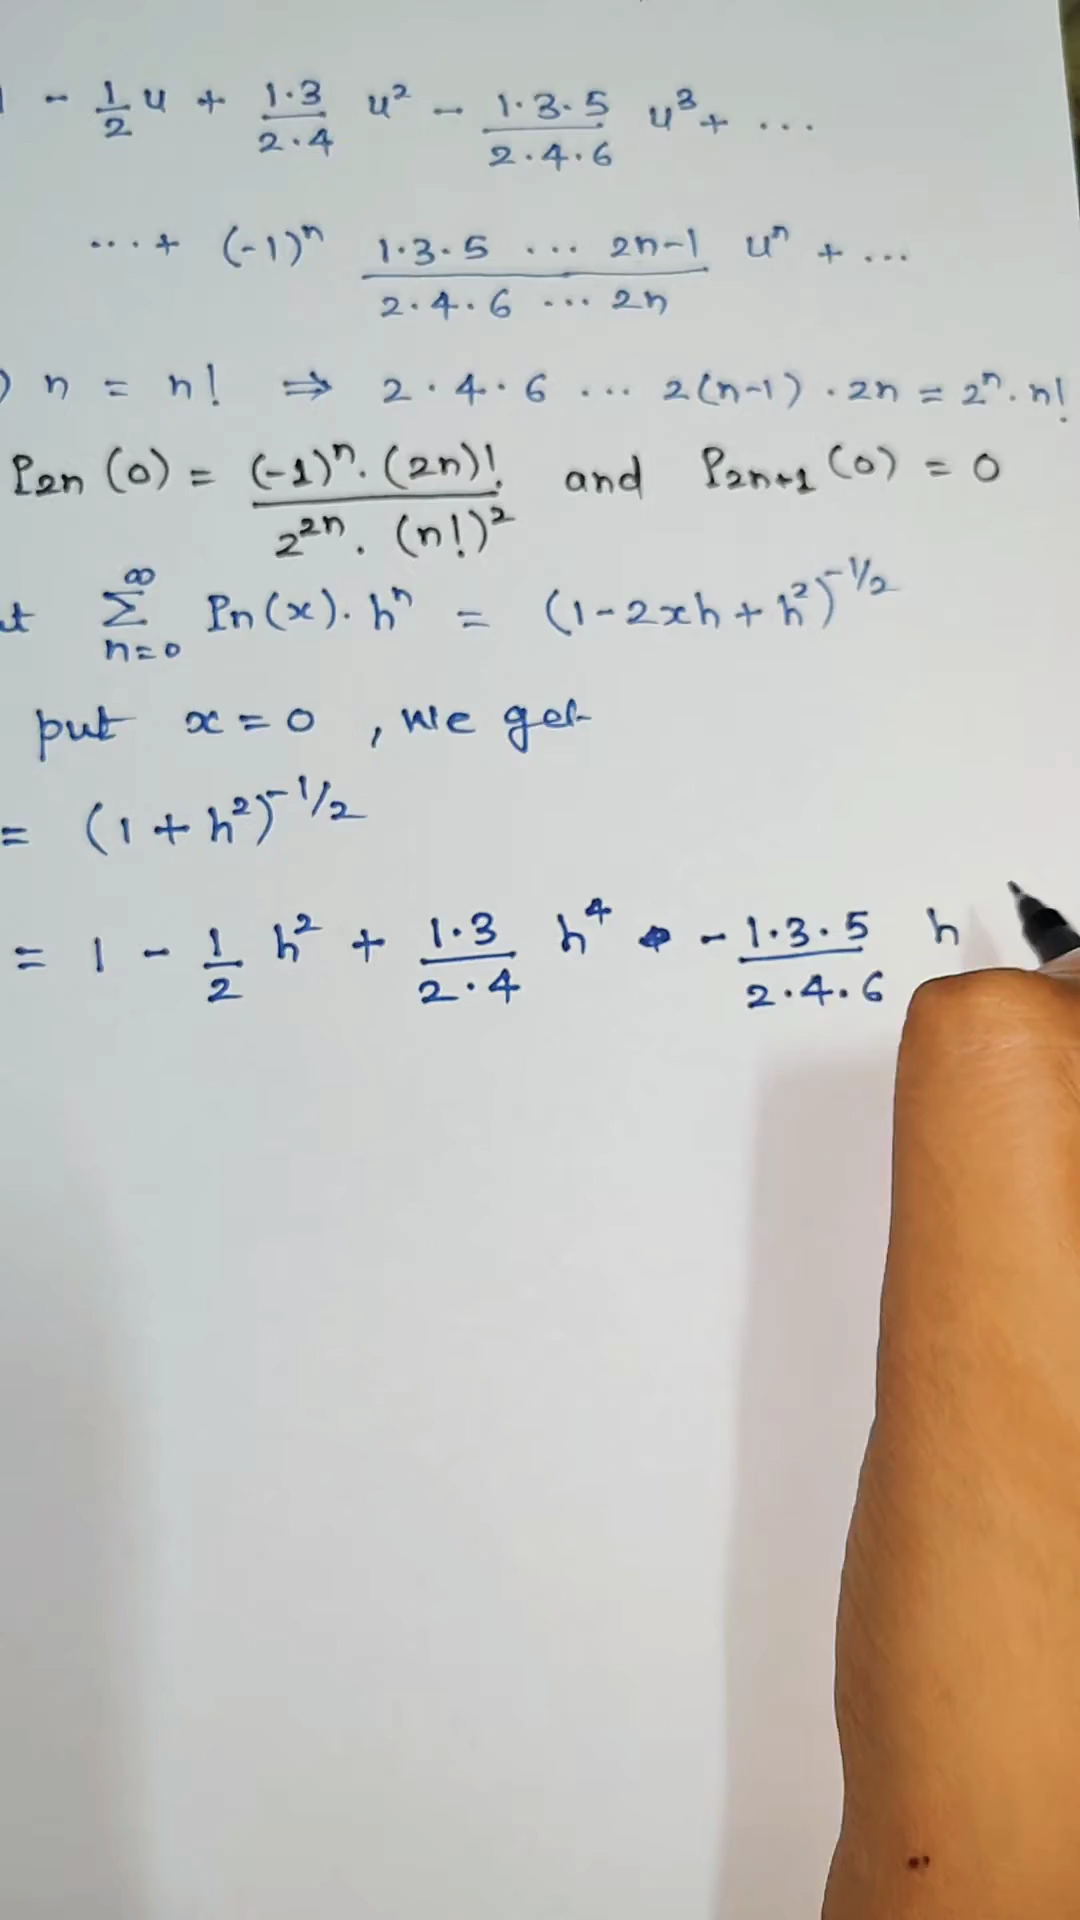 - 1/2 u + 1·3/2·4 u² - 1·3·5/2·4·6 u³ + ...
...+ (-1)ⁿ 1·3·5 ... 2n-1/2·4·6 ... 2n uⁿ + ...
) n = n! ⇒ 2·4·6 ... 2(n-1)·2n = 2ⁿ·n!
P₂ₙ(0) = (-1)ⁿ·(2n)!/2²ⁿ·(n!)² and P₂ₙ₊₁(0) = 0
∞∑n=0 Pn(x)·hⁿ = (1-2xh+h²)^-1/2
put x = 0, we get
= (1+h²)^-1/2
= 1 - 1/2 h² + 1·3/2·4 h⁴ - 1·3·5/2·4·6 h